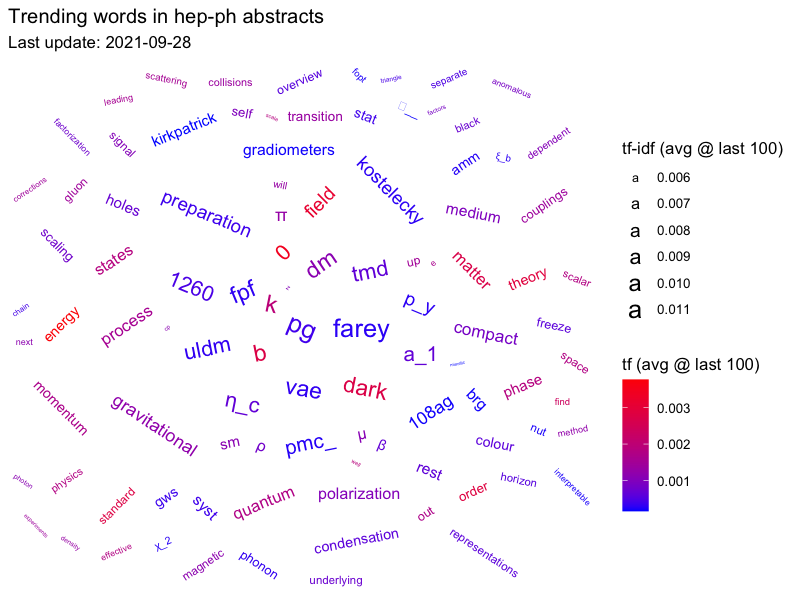 Trending words in hep-ph abstracts
Last update: 2021-09-28
scattering collisions overview fopt triangle separate anomalous
leading self scale transition stat factors black
factorization signal kirkpatrick gradiometers amm ξ_b dependent
corrections gluon holes preparation will π field kostelecky medium couplings
scaling states 0 dm tmd up e matter theory scalar
chain energy process 1260 fpf k pg farey p_y compact freeze
next uldm b a_1 space
momentum gravitational η_c vae dark 108ag brg phase find
sm ρ pmc_ μ β colour nut method
photon physics standard gws syst quantum polarization rest order horizon interpretable
experiments density effective χ_2 magnetic phonon condensation out representations
well underlying
tf-idf (avg @ last 100)
a 0.006
a 0.007
a 0.008
a 0.009
a 0.010
a 0.011
tf (avg @ last 100)
0.003
0.002
0.001